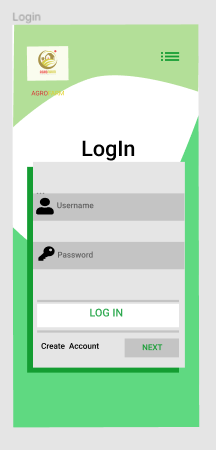 Login
AGRO
LogIn
Username
Password
LOG IN
Create Account
NEXT